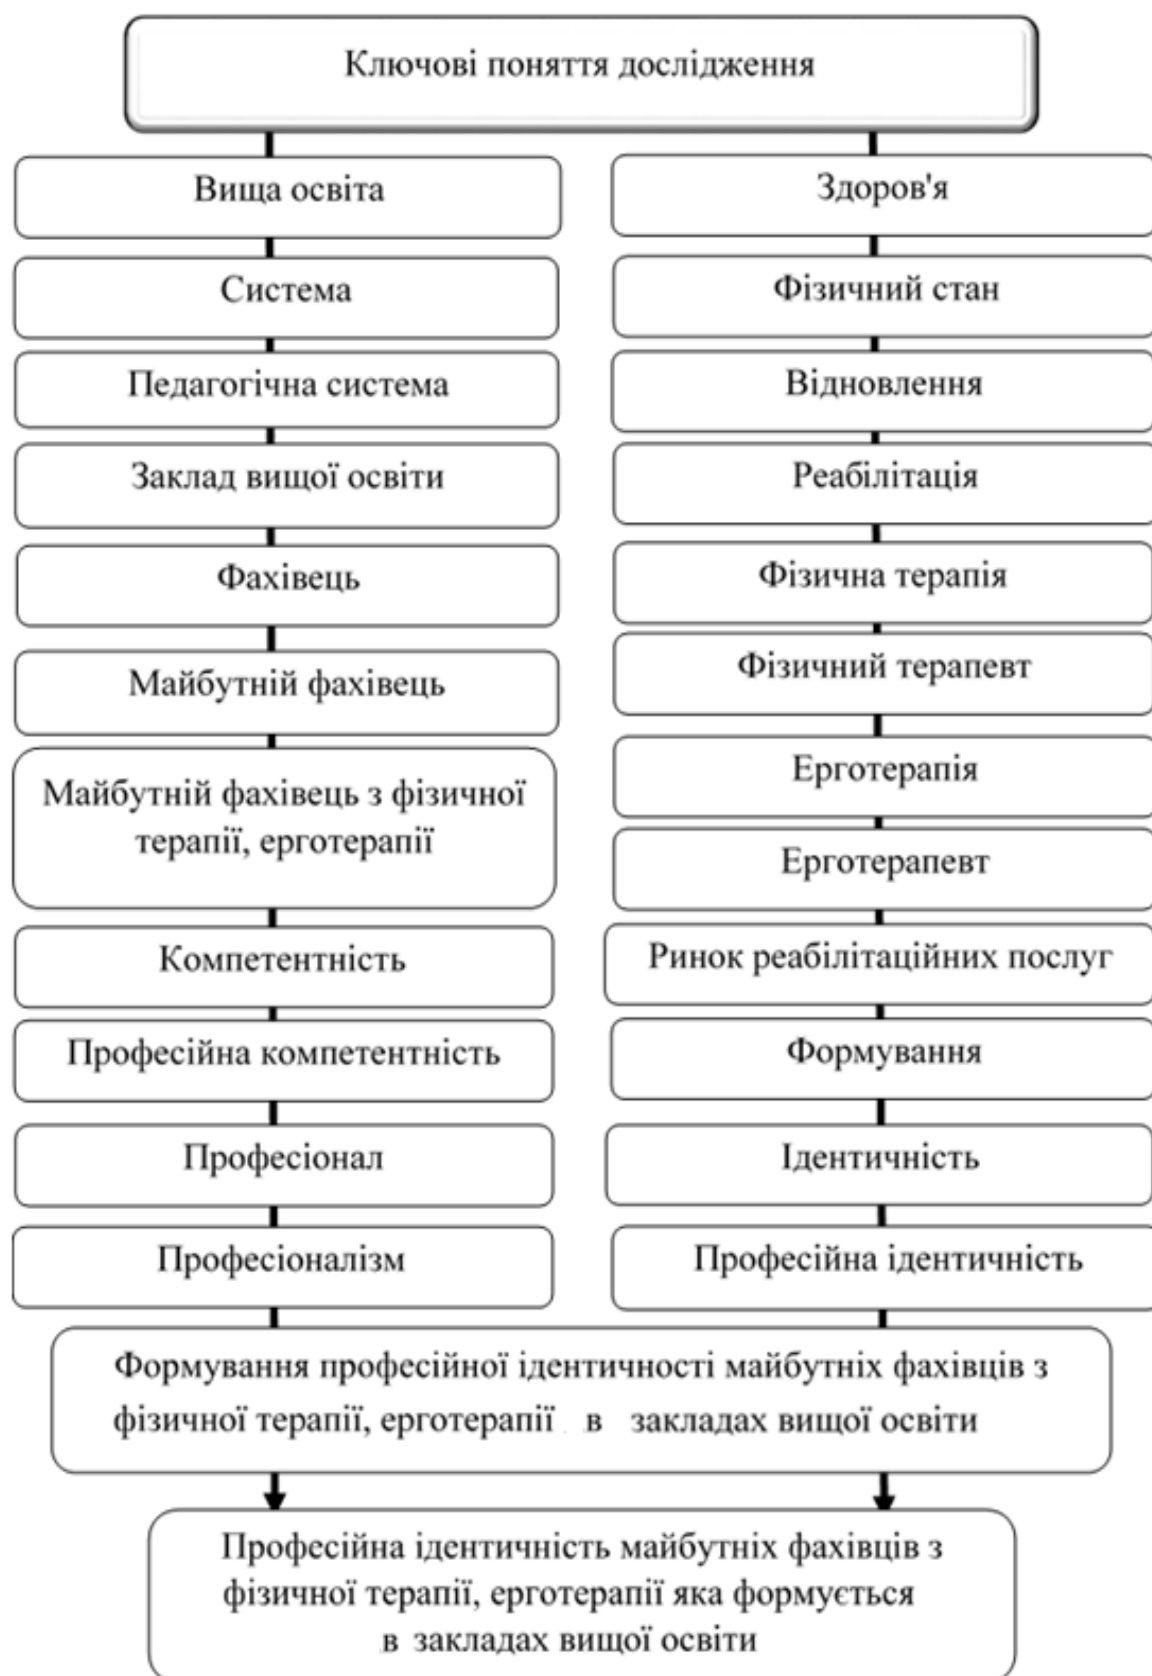 Ключові поняття дослідження
Вища освіта
Система
Педагогічна система
Заклад вищої освіти
Фахівець
Майбутній фахівець
Майбутній фахівець з фізичної
терапії, ерготерапії
Компетентність
Професійна компетентність
Професіонал
Професіоналізм
Здоров'я
Фізичний стан
Відновлення
Реабілітація
Фізична терапія
Фізичний терапевт
Ерготерапія
Ерготерапевт
Ринок реабілітаційних послуг
Формування
Ідентичність
Професійна ідентичність
Формування професійної ідентичності майбутніх фахівців з
фізичної терапії, ерготерапії в закладах вищої освіти
Професійна ідентичність майбутніх фахівців з
фізичної терапії, ерготерапії яка формується
в закладах вищої освіти